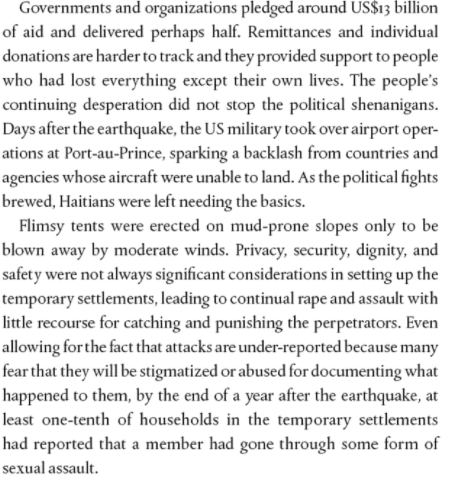 Governments and organizations pledged around US$13 billion
of aid and delivered perhaps half. Remittances and individual
donations are harder to track and they provided support to people
who had lost everything except their own lives. The people's
continuing desperation did not stop the political shenanigans.
Days after the earthquake, the US military took over airport oper-
ations at Port-au-Prince, sparking a backlash from countries and
agencies whose aircraft were unable to land. As the political fights
brewed, Haitians were left needing the basics.
Flimsy tents were erected on mud-prone slopes only to be
blown away by moderate winds. Privacy, security, dignity, and
safety were not always significant considerations in setting up the
temporary settlements, leading to continual rape and assault with
little recourse for catching and punishing the perpetrators. Even
allowing for the fact that attacks are under-reported because many
fear that they will be stigmatized or abused for documenting what
happened to them, by the end of a year after the earthquake, at
least one-tenth of households in the temporary settlements
had reported that a member had gone through some form of
sexual assault.